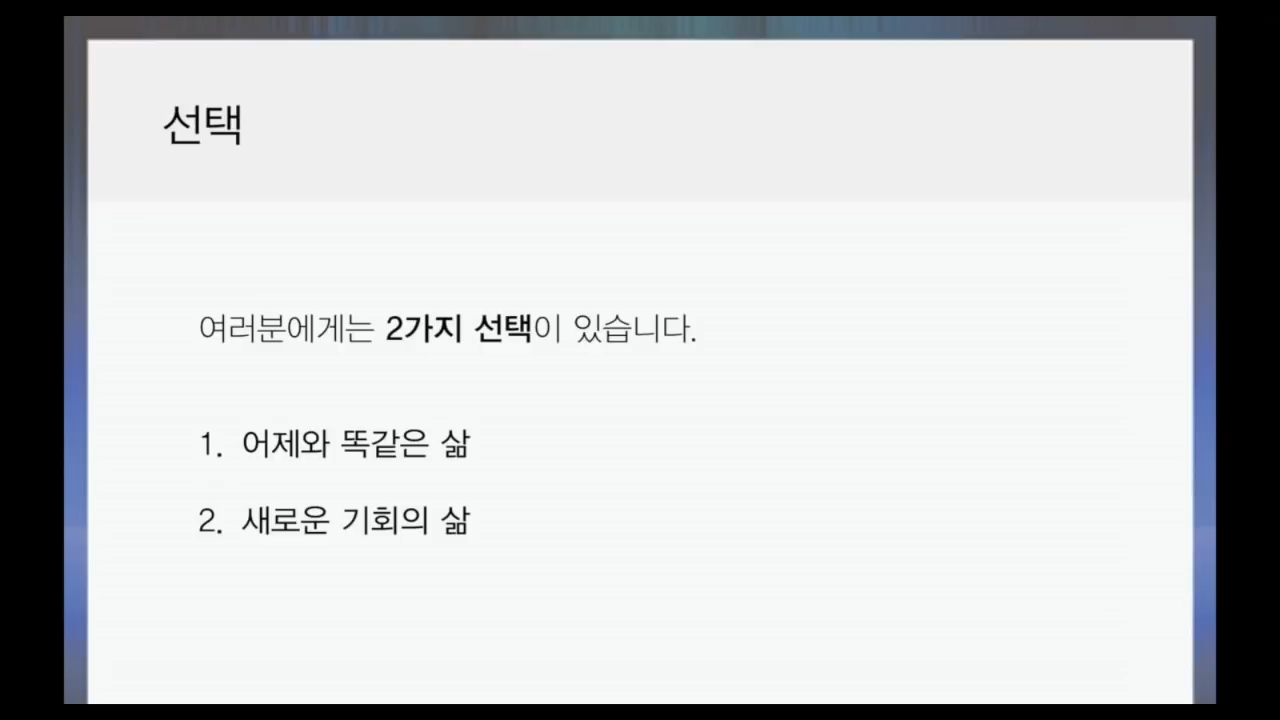 선택
여러분에게는 2가지 선택이 있습니다.
1. 어제와 똑같은 삶
2. 새로운 기회의 삶